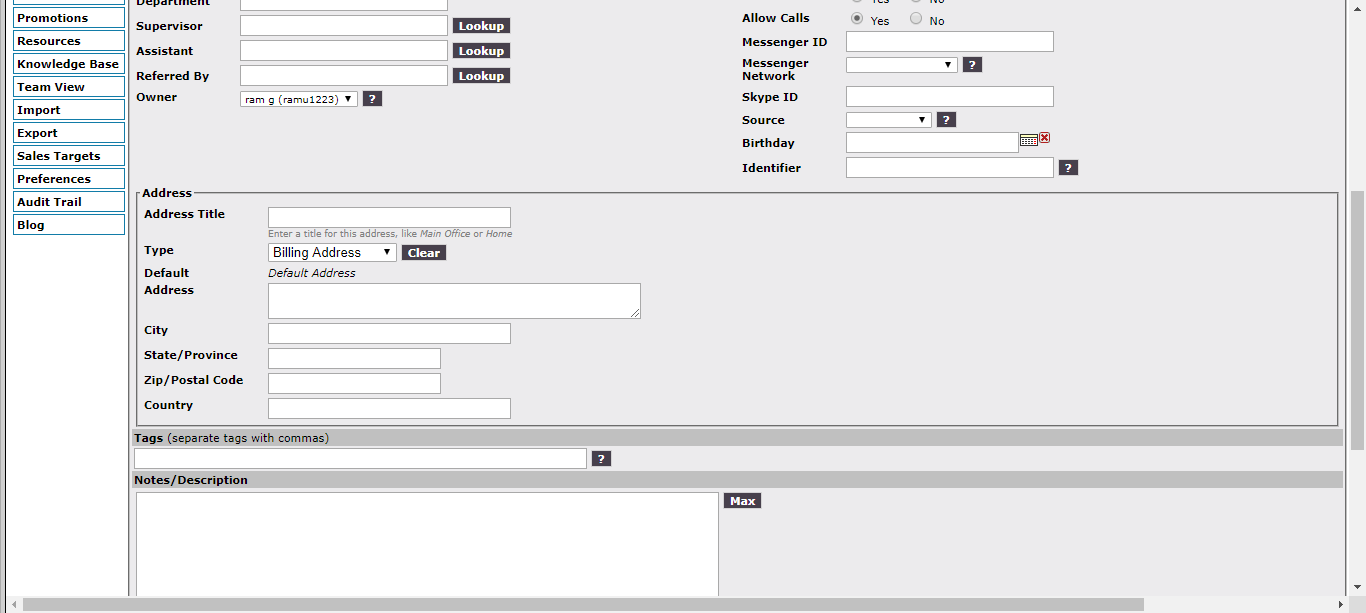 Promotions
Resources
Knowledge Base
Team View
Import
Export
Sales Targets
Preferences
Audit Trail
Blog
Department
Supervisor Lookup
Assistant Lookup
Referred By Lookup
Owner ram g (ramu1223) ?
Yes No
Allow Calls Yes No
Messenger ID
Messenger
Network ?
Skype ID
Source ?
Birthday
Identifier ?
Address
Address Title
Enter a title for this address, like Main Office or Home
Type Billing Address Clear
Default Default Address
Address
City
State/Province
Zip/Postal Code
Country
Tags (separate tags with commas)
?
Notes/Description
Max